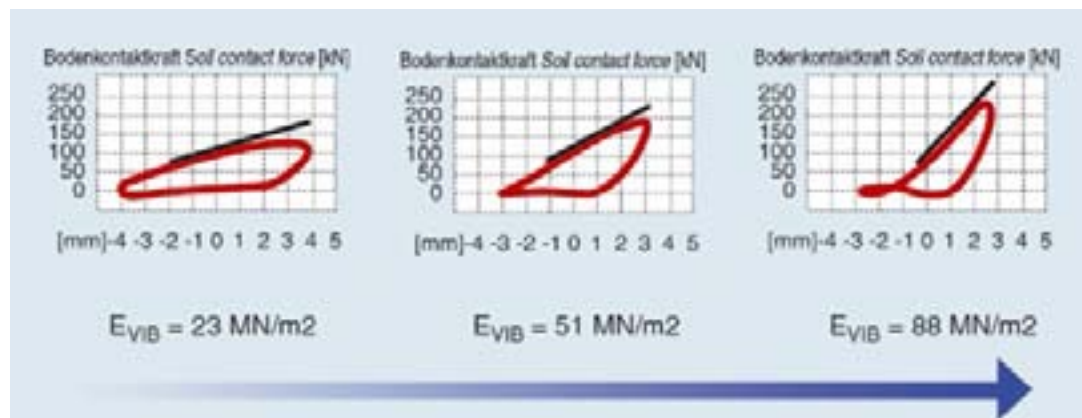 Bodenkontaktkraft Soil contact force [kN]
250
200
150
100
50
0
[mm]-4 -3 -2 -1 0 1 2 3 4 5
E_VIB = 23 MN/m2
Bodenkontaktkraft Soil contact force [kN]
250
200
150
100
50
0
[mm]-4 -3 -2 -1 0 1 2 3 4 5
E_VIB = 51 MN/m2
Bodenkontaktkraft Soil contact force [kN]
250
200
150
100
50
0
[mm]-4 -3 -2 -1 0 1 2 3 4 5
E_VIB = 88 MN/m2